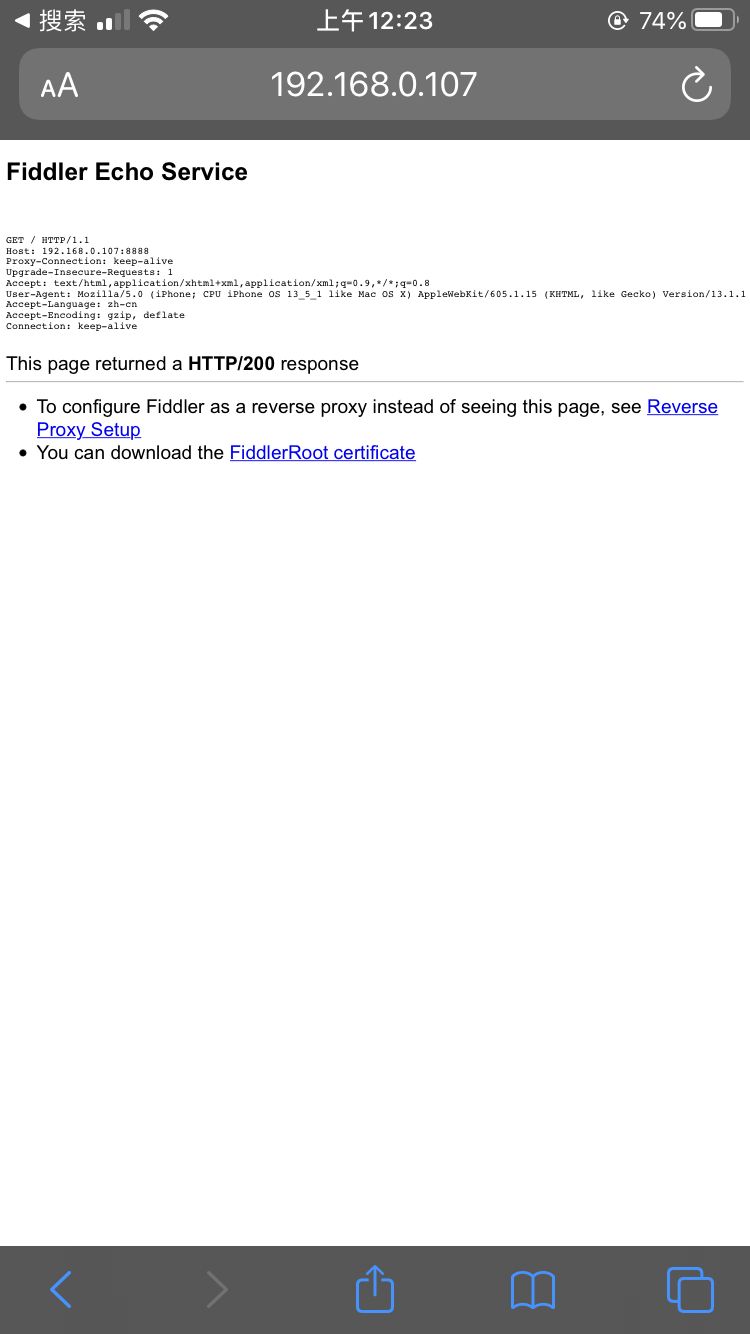 搜索
上午12:23
74%
AA
192.168.0.107
Fiddler Echo Service
GET / HTTP/1.1
Host: 192.168.0.107:8888
Proxy-Connection: keep-alive
Upgrade-Insecure-Requests: 1
Accept: text/html,application/xhtml+xml,application/xml;q=0.9,*/*;q=0.8
User-Agent: Mozilla/5.0 (iPhone; CPU iPhone OS 13_5_1 like Mac OS X) AppleWebKit/605.1.15 (KHTML, like Gecko) Version/13.1.1
Accept-Language: zh-cn
Accept-Encoding: gzip, deflate
Connection: keep-alive
This page returned a HTTP/200 response
To configure Fiddler as a reverse proxy instead of seeing this page, see Reverse
Proxy Setup
You can download the FiddlerRoot certificate